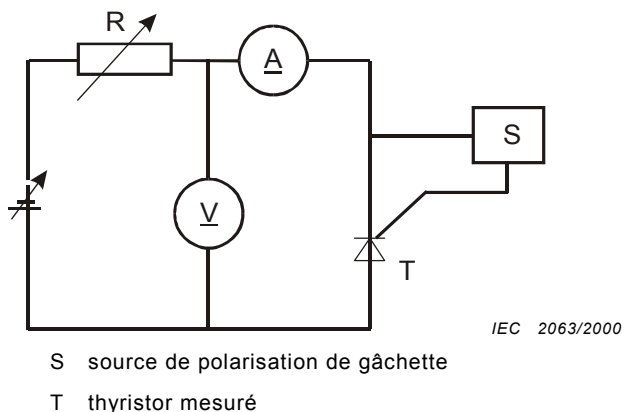 R
A
S
V
T
IEC 2063/2000
S source de polarisation de gâchette
T thyristor mesuré